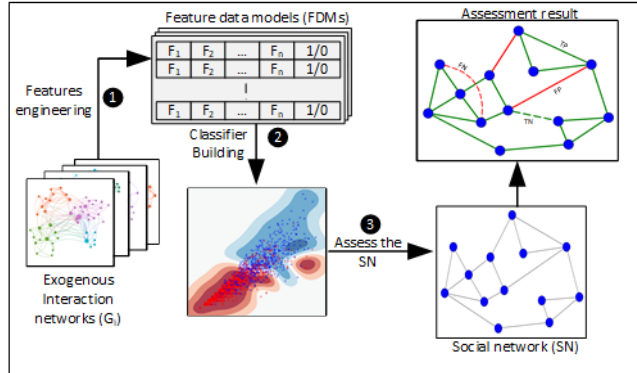 Feature data models (FDMs)
Assessment result
F1 F2 ... Fn 1/0
F1 F2 ... Fn 1/0
F1 F2 ... Fn 1/0
Features
engineering
1
Classifier
Building
2
FN
TP
FP
TN
3
Assess the
SN
Exogenous
Interaction
networks (Gi)
Social network (SN)